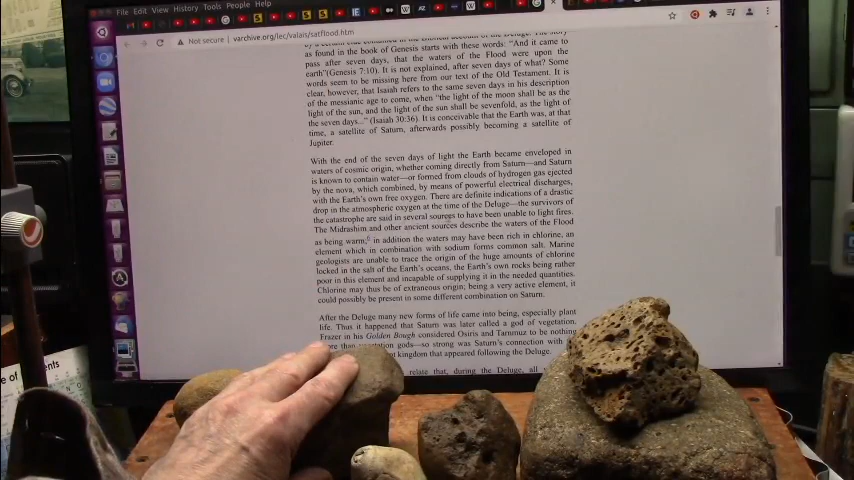 File Edit View History Tools People Help
Not secure | varchive.org/lec/valais/satflood.htm
as found in the book of Genesis starts with these words: "And it came to
pass after seven days, that the waters of the Flood were upon the
earth"(Genesis 7:10). It is not explained, after seven days of what? Some
words seem to be missing here from our text of the Old Testament. It is
clear, however, that Isaiah refers to the same seven days in his description
of the messianic age to come, when "the light of the moon shall be as the
light of the sun, and the light of the sun shall be sevenfold, as the light of
the seven days..." (Isaiah 30:36). It is conceivable that the Earth was, at that
time, a satellite of Saturn, afterwards possibly becoming a satellite of
Jupiter.
With the end of the seven days of light the Earth became enveloped in
waters of cosmic origin, whether coming directly from Saturn—and Saturn
is known to contain water—or formed from clouds of hydrogen gas ejected
by the nova, which combined, by means of powerful electrical discharges,
with the Earth's own free oxygen. There are definite indications of a drastic
drop in the atmospheric oxygen at the time of the Deluge—the survivors of
the catastrophe are said in several sources to have been unable to light fires.
The Midrashim and other ancient sources describe the waters of the Flood
as being warm;6 in addition the waters may have been rich in chlorine, an
element which in combination with sodium forms common salt. Marine
geologists are unable to trace the origin of the huge amounts of chlorine
locked in the salt of the Earth's oceans, the Earth's own rocks being rather
poor in this element and incapable of supplying it in the needed quantities.
Chlorine may thus be of extraneous origin; being a very active element, it
could possibly be present in some different combination on Saturn.
After the Deluge many new forms of life came into being, especially plant
life. Thus it happened that Saturn was later called a god of vegetation.
Frazer in his Golden Bough considered Osiris and Tammuz to be nothing
more than vegetation gods—so strong was Saturn's connection with
kingdom that appeared following the Deluge.
relate that, during the Deluge, all